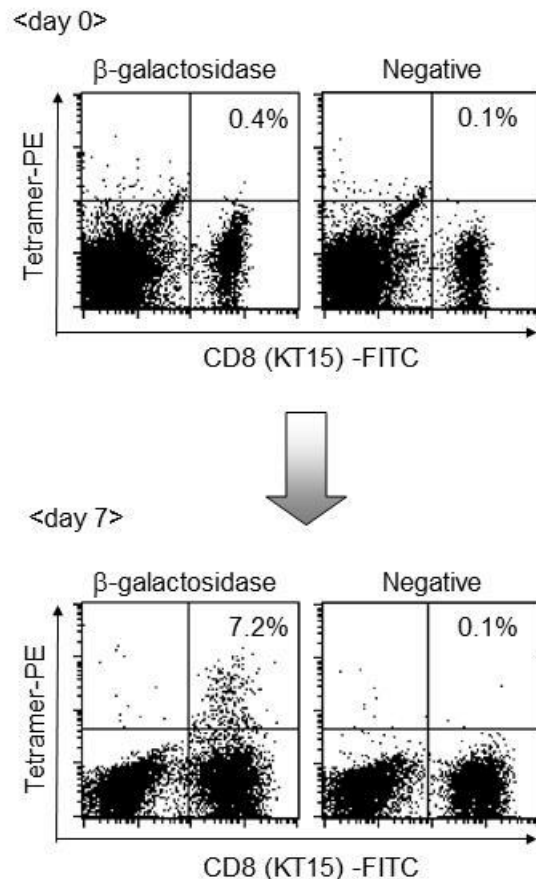 <day 0>
β-galactosidase Negative
0.4% 0.1%
Tetramer-PE
CD8 (KT15) -FITC
<day 7>
β-galactosidase Negative
7.2% 0.1%
Tetramer-PE
CD8 (KT15) -FITC